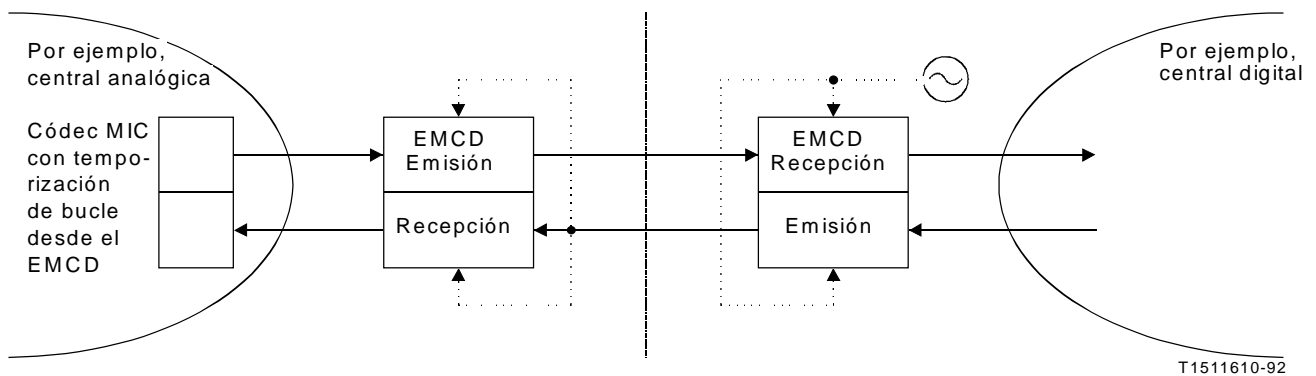 Por ejemplo,
central analógica
Códec MIC
con tempo-
rización
de bucle
desde el
EMCD
EMCD
Emisión
Recepción
EMCD
Recepción
Emisión
Por ejemplo,
central digital
T1511610-92